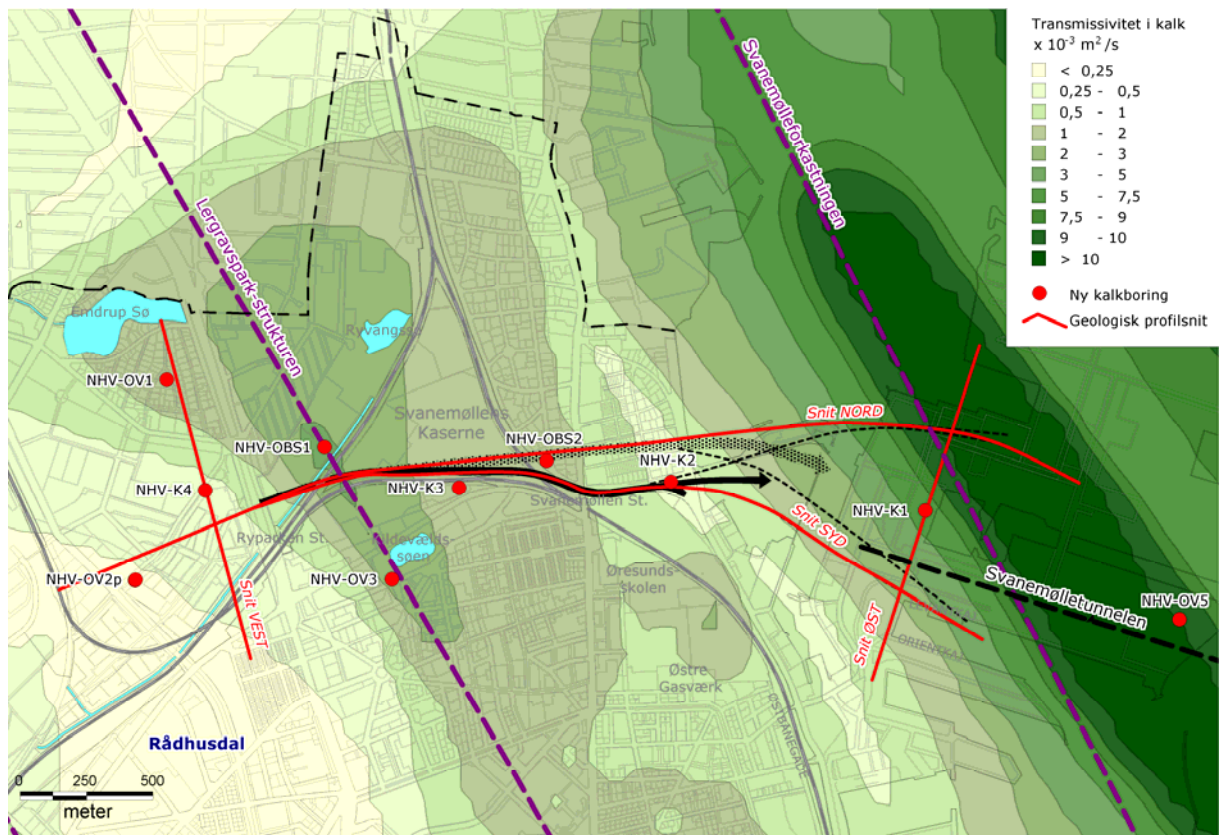 Transmissivitet i kalk
x 10-3 m2/s
< 0,25
0,25 - 0,5
0,5 - 1
1 - 2
2 - 3
3 - 5
5 - 7,5
7,5 - 9
9 - 10
> 10
Ny kalkboring
Geologisk profilsnit
Svanemølleforkastningen
Lergravspark-strukturen
Emdrup Sø
Ryvangssø
NHV-OV1
Svanemøllens
Kaserne
Snit NORD
NHV-OBS1
NHV-OBS2
NHV-K2
NHV-K4
NHV-K3
Svanemøllen St.
NHV-K1
Ryparken St.
Snit SYD
NHV-OV2p
NHV-OV3
Øresunds-
skolen
Svanemølletunnelen
NHV-OV5
Snit VEST
Snit ØST
ORIENTKAJ
Østre
Gasværk
ØSTBANEGADE
Rådhusdal
0 250 500
meter